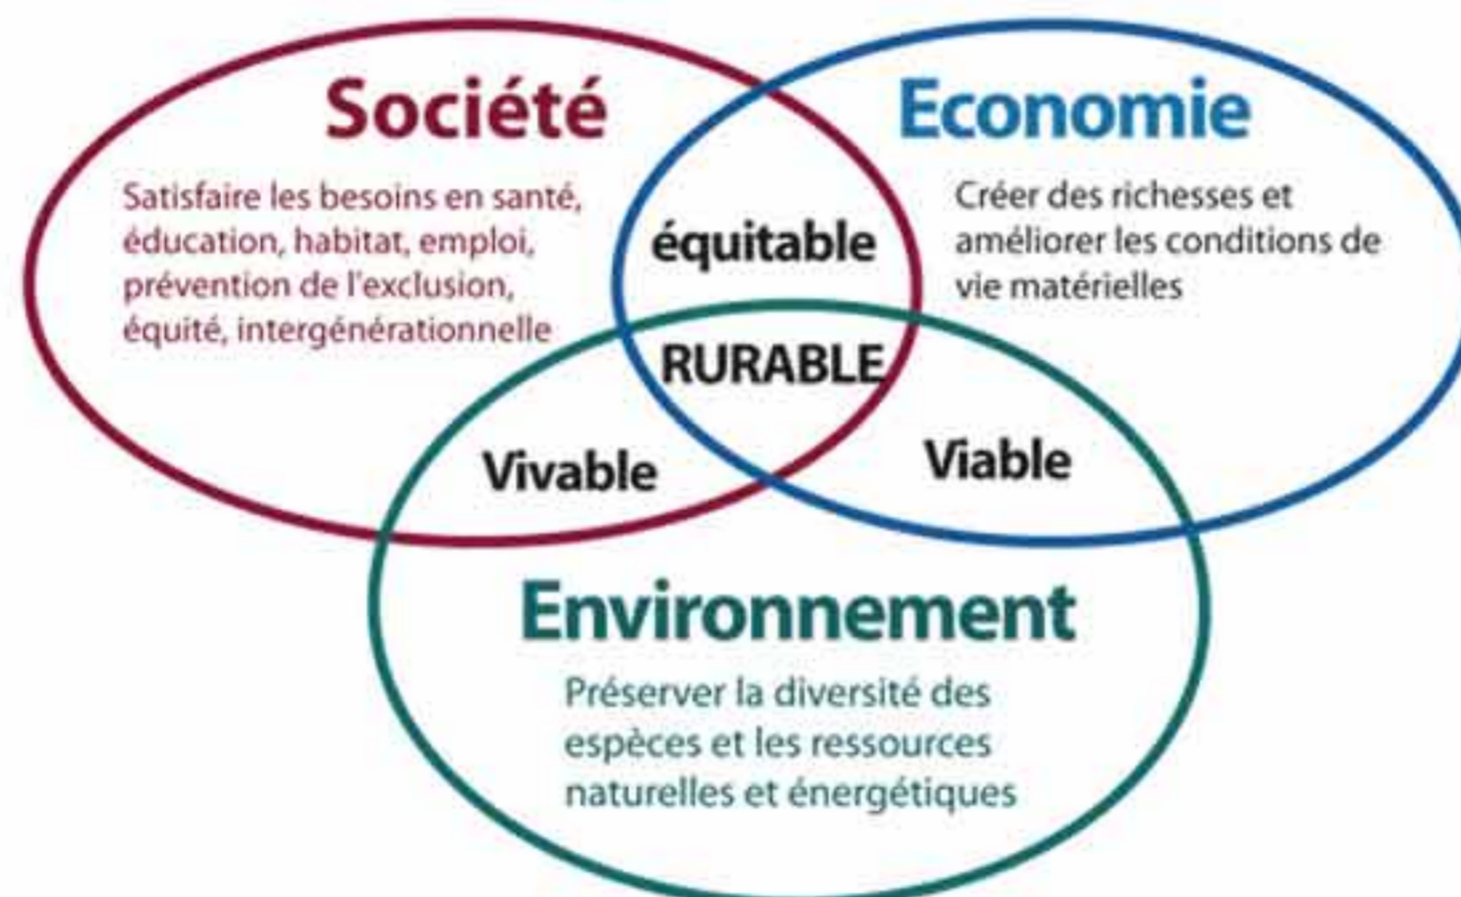 Société
Satisfaire les besoins en santé,
éducation, habitat, emploi,
prévention de l'exclusion,
équité, intergénérationnelle
Economie
Créer des richesses et
améliorer les conditions de
vie matérielles
équitable
RURABLE
Vivable
Viable
Environnement
Préserver la diversité des
espèces et les ressources
naturelles et énergétiques